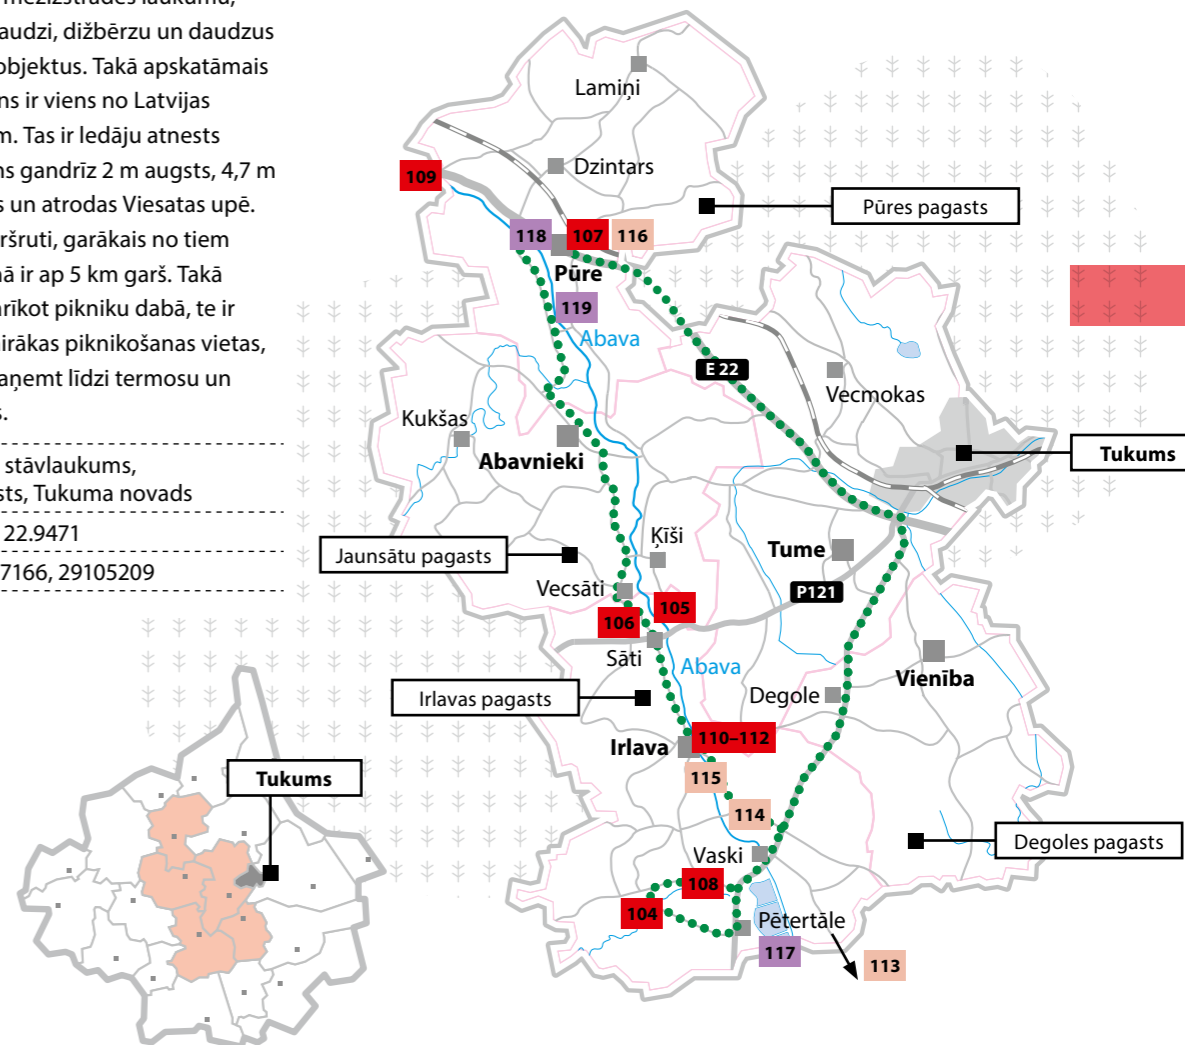 mežizstrādes laukumu,
audzi, dižbērzu un daudzus
objektus. Takā apskatāmais
ns ir viens no Latvijas
m. Tas ir ledāju atnests
ns gandrīz 2 m augsts, 4,7 m
s un atrodas Viesatas upē.
ršruti, garākais no tiem
nā ir ap 5 km garš. Takā
rīkot pikniku dabā, te ir
airākas piknikošanas vietas,
aņemt līdzi termosu un
s.
stāvlaukums,
sts, Tukuma novads
22.9471
7166, 29105209
Lamiņi
Dzintars
109
Pūres pagasts
118
107
116
Pūre
119
Abava
E 22
Vecmokas
Kukšas
Abavnieki
Tukums
Ķīši
Tume
Jaunsātu pagasts
Vecsāti
P121
105
106
Sāti
Abava
Vienība
Irlavas pagasts
Degole
Irlava
110–112
115
114
Tukums
Vaski
Degoles pagasts
108
104
Pētertāle
117
113